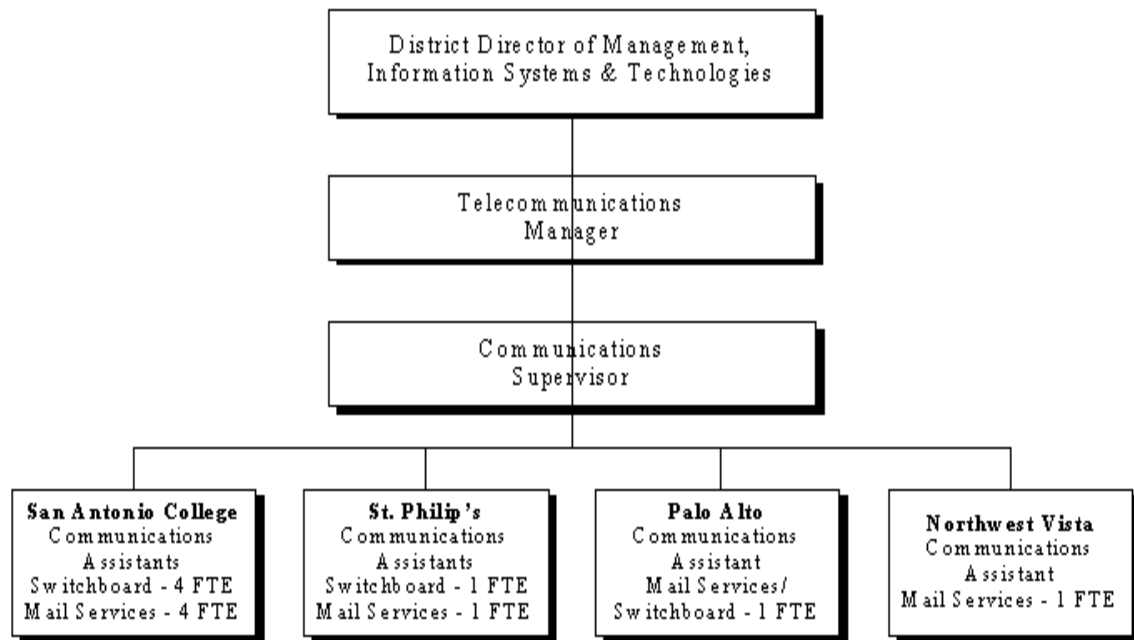 District Director of Management,
Information Systems & Technologies
Telecommunications
Manager
Communications
Supervisor
San Antonio College
Communications
Assistants
Switchboard - 4 FTE
Mail Services - 4 FTE
St. Philip's
Communications
Assistants
Switchboard - 1 FTE
Mail Services - 1 FTE
Palo Alto
Communications
Assistant
Mail Services/
Switchboard - 1 FTE
Northwest Vista
Communications
Assistant
Mail Services - 1 FTE